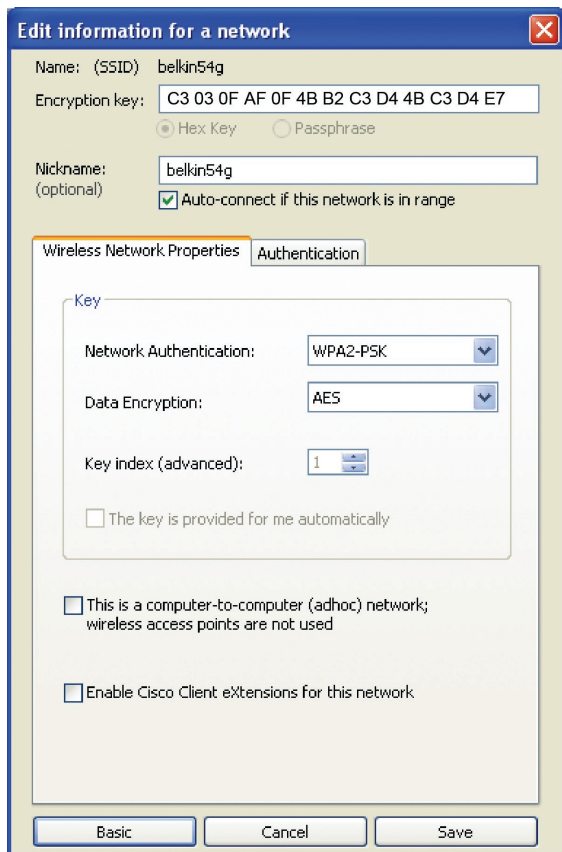 Edit information for a network
Name: (SSID) belkin54g
Encryption key: C3 03 0F AF 0F 4B B2 C3 D4 4B C3 D4 E7
Hex Key Passphrase
Nickname: belkin54g
(optional)
Auto-connect if this network is in range
Wireless Network Properties Authentication
Key
Network Authentication: WPA2-PSK
Data Encryption: AES
Key index (advanced): 1
The key is provided for me automatically
This is a computer-to-computer (adhoc) network;
wireless access points are not used
Enable Cisco Client eXtensions for this network
Basic Cancel Save